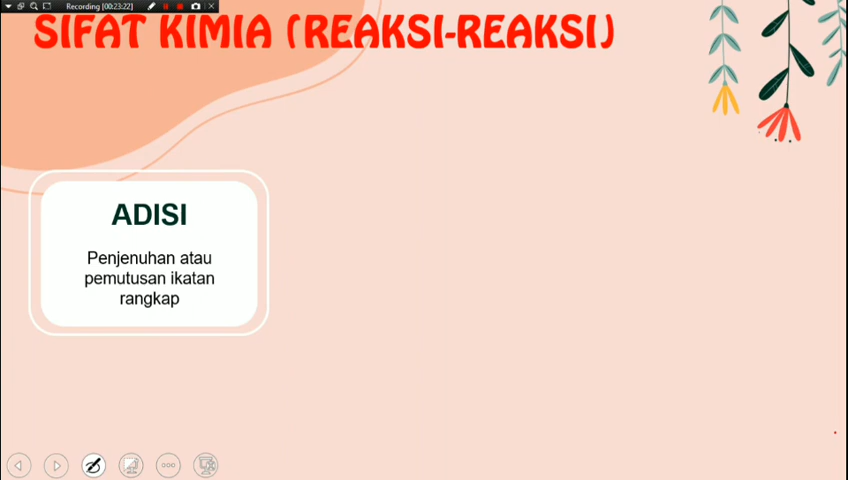 Recording [00:23:22]
SIFAT KIMIA (REAKSI-REAKSI)
ADISI
Penjenuhan atau
pemutusan ikatan
rangkap